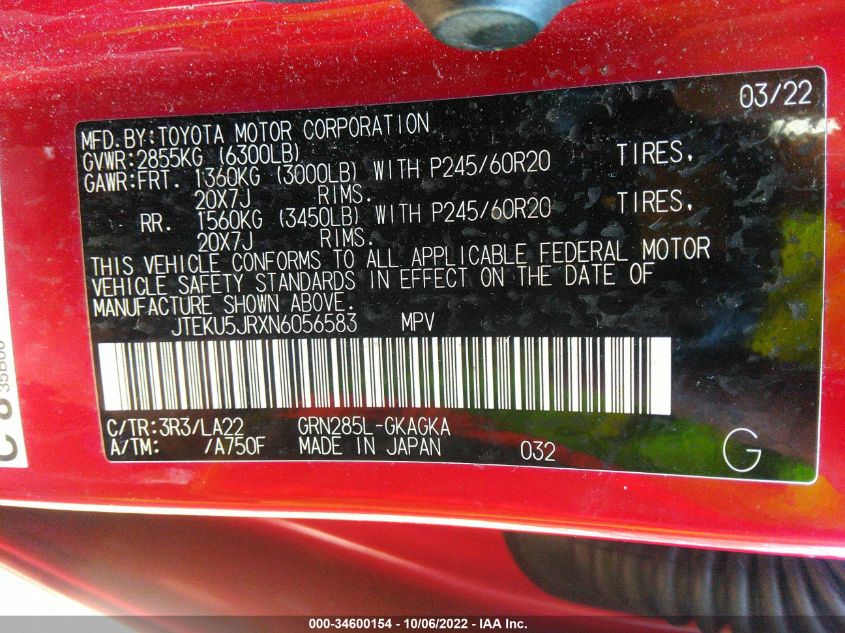 03/22
MFD.BY:TOYOTA MOTOR CORPORATION
GVWR:2855KG (6300LB)
GAWR:FRT. 1360KG (3000LB) WITH P245/60R20 TIRES,
20X7J RIMS.
RR. 1560KG (3450LB) WITH P245/60R20 TIRES,
20X7J RIMS.
THIS VEHICLE CONFORMS TO ALL APPLICABLE FEDERAL MOTOR
VEHICLE SAFETY STANDARDS IN EFFECT ON THE DATE OF
MANUFACTURE SHOWN ABOVE.
JTEKU5JRXN6056583 MPV
C/TR:3R3/LA22 GRN285L-GKAGKA
A/TM: /A750F MADE IN JAPAN 032 G
000-34600154 - 10/06/2022 - IAA Inc.